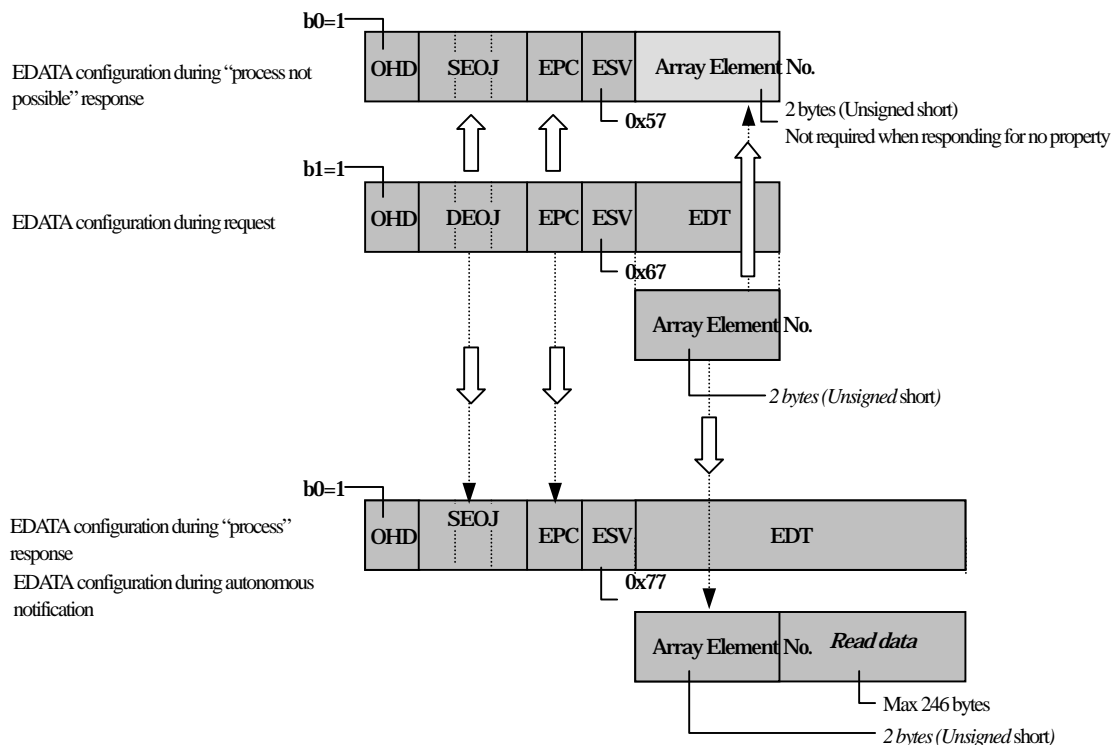 b0=1
EDATA configuration during "process not
possible" response
OHD SEOJ EPC ESV Array Element No.
0x57
2 bytes (Unsigned short)
Not required when responding for no property
b1=1
EDATA configuration during request
OHD DEOJ EPC ESV EDT
0x67
Array Element No.
2 bytes (Unsigned short)
b0=1
EDATA configuration during "process"
response
EDATA configuration during autonomous
notification
OHD SEOJ EPC ESV EDT
0x77
Array Element No. Read data
Max 246 bytes
2 bytes (Unsigned short)